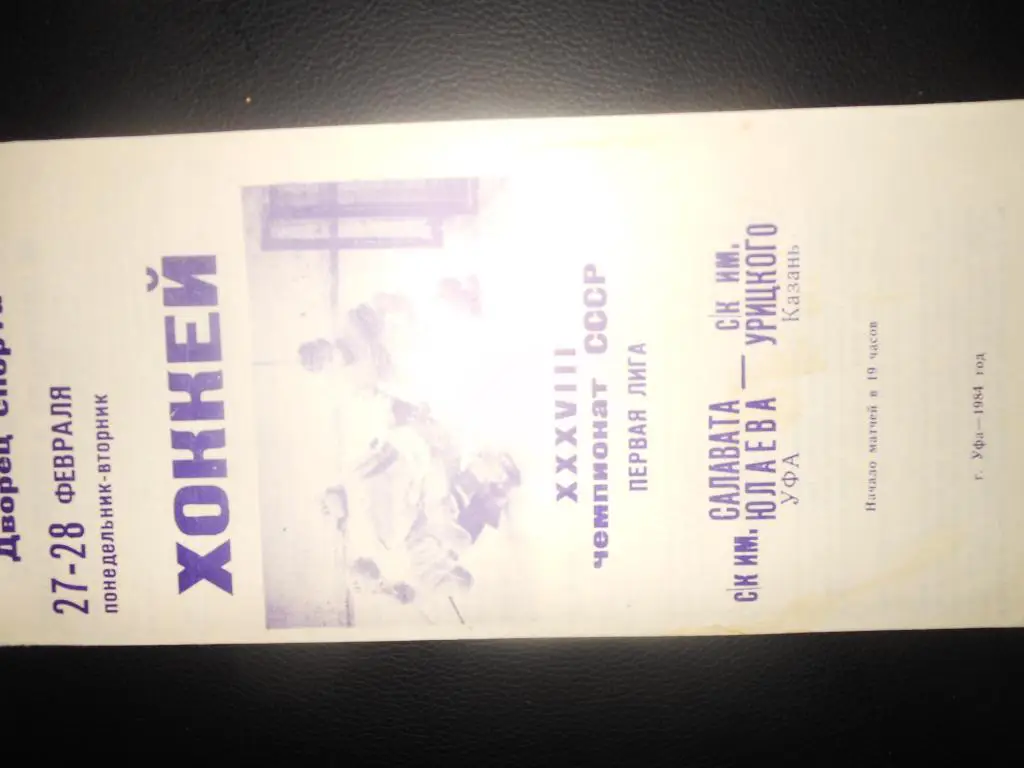 Дворец спорта
27-28 ФЕВРАЛЯ
понедельник-вторник
ХОККЕЙ
XXXVIII
чемпионат СССР
ПЕРВАЯ ЛИГА
с/к им. САЛАВАТА — с/к им.
ЮЛАЕВА — УРИЦКОГО
УФА Казань
Начало матчей в 19 часов
г. Уфа—1984 год